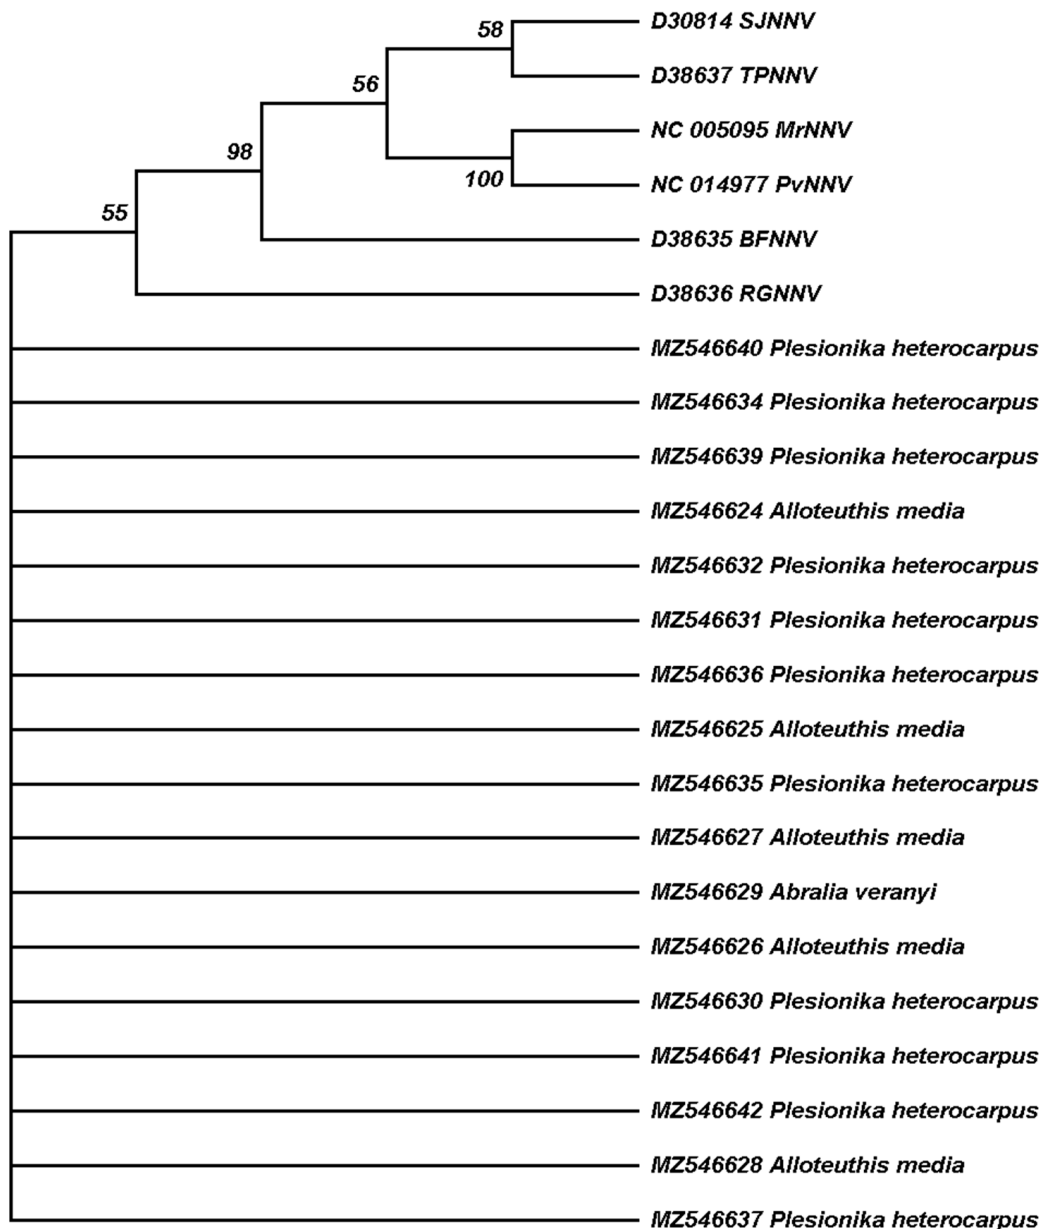 D30814 SJNNV
58
D38637 TPNNV
56
NC 005095 MrNNV
98
NC 014977 PvNNV
100
55
D38635 BFNNV
D38636 RGNNV
MZ546640 Plesionika heterocarpus
MZ546634 Plesionika heterocarpus
MZ546639 Plesionika heterocarpus
MZ546624 Alloteuthis media
MZ546632 Plesionika heterocarpus
MZ546631 Plesionika heterocarpus
MZ546636 Plesionika heterocarpus
MZ546625 Alloteuthis media
MZ546635 Plesionika heterocarpus
MZ546627 Alloteuthis media
MZ546629 Abralia veranyi
MZ546626 Alloteuthis media
MZ546630 Plesionika heterocarpus
MZ546641 Plesionika heterocarpus
MZ546642 Plesionika heterocarpus
MZ546628 Alloteuthis media
MZ546637 Plesionika heterocarpus